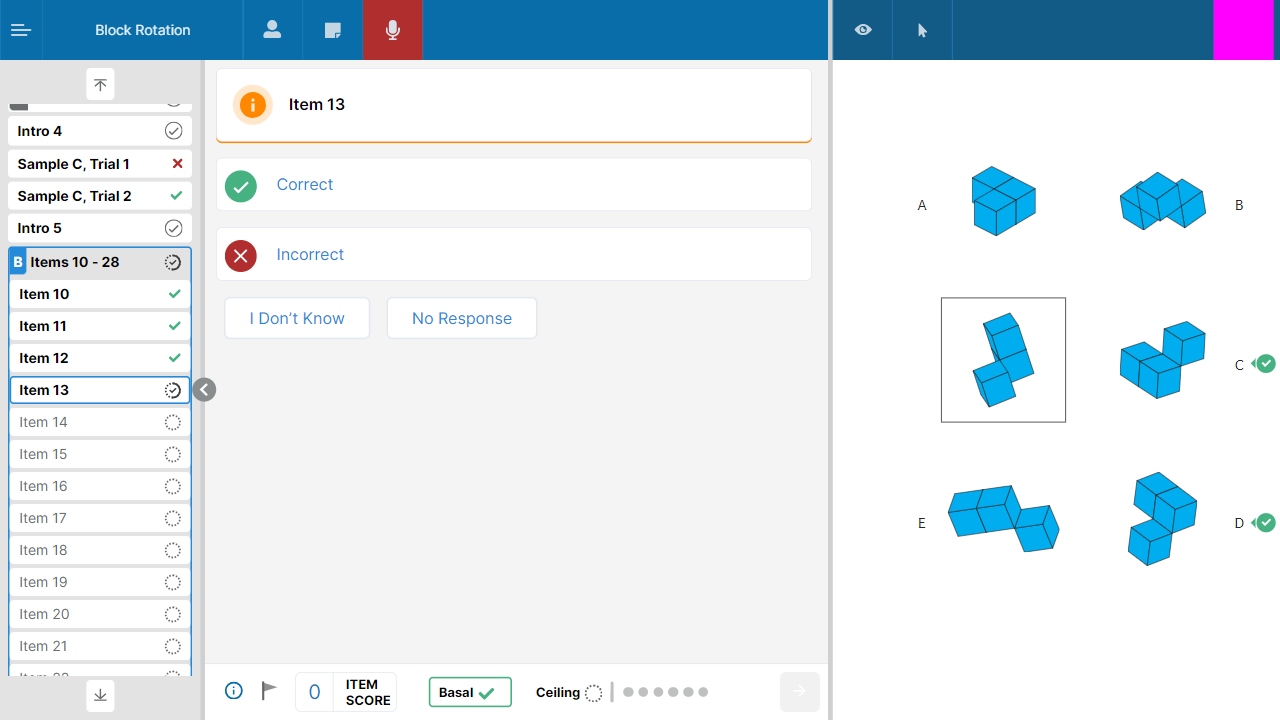 Block Rotation
Intro 4
Sample C, Trial 1
Sample C, Trial 2
Intro 5
B Items 10 - 28
Item 10
Item 11
Item 12
Item 13
Item 14
Item 15
Item 16
Item 17
Item 18
Item 19
Item 20
Item 21
Item 13
Correct
Incorrect
I Don’t Know
No Response
0 ITEM SCORE
Basal
Ceiling
A
B
C
E
D